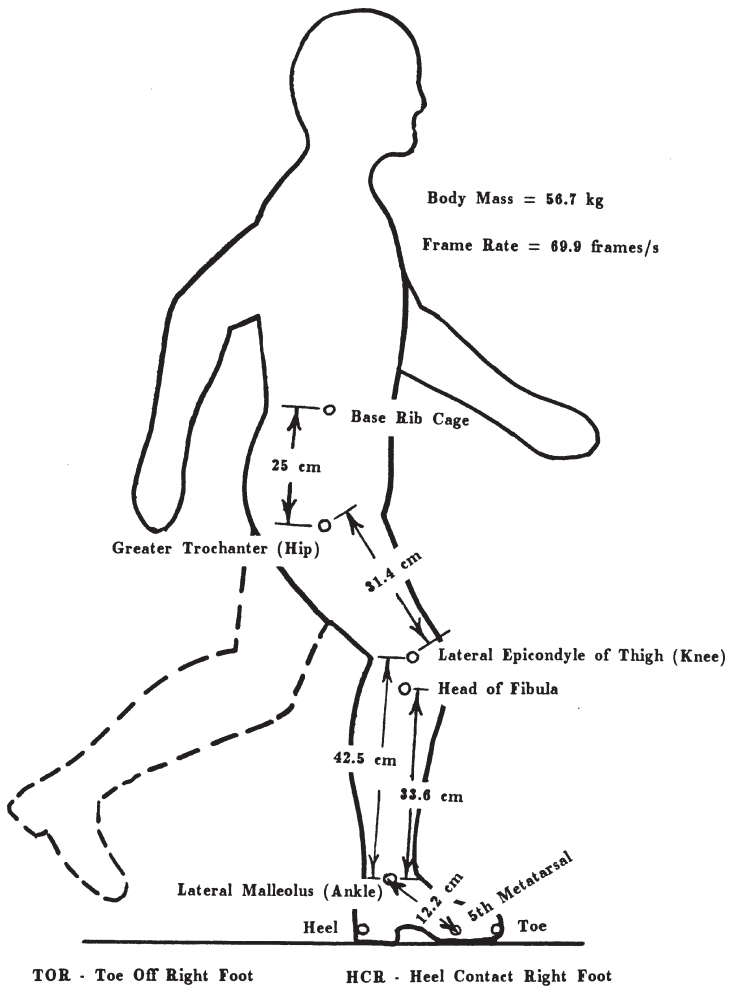 Body Mass = 56.7 kg
Frame Rate = 69.9 frames/s
Base Rib Cage
25 cm
Greater Trochanter (Hip)
31.4 cm
Lateral Epicondyle of Thigh (Knee)
Head of Fibula
42.5 cm
33.6 cm
Lateral Malleolus (Ankle)
12.2 cm
5th Metatarsal
Heel
Toe
TOR - Toe Off Right Foot
HCR - Heel Contact Right Foot